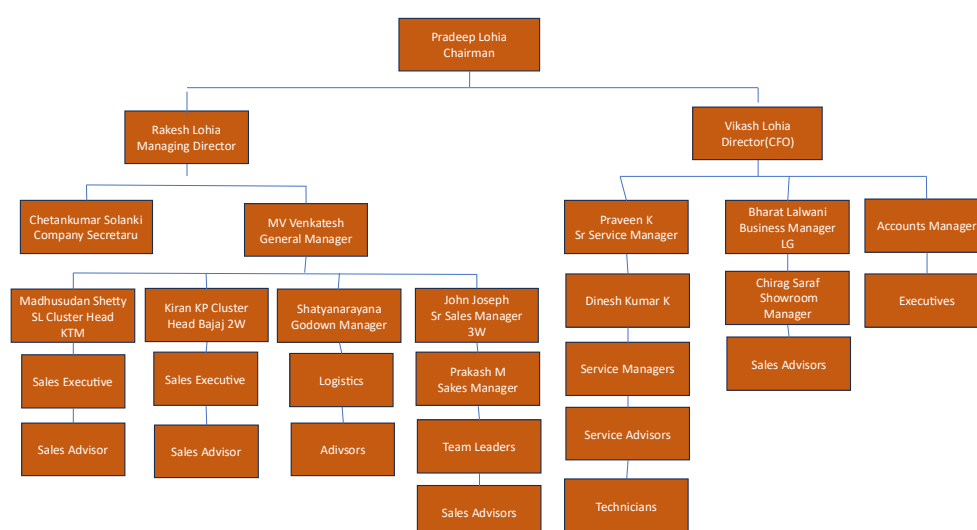 Pradeep Lohia
Chairman
Rakesh Lohia
Managing Director
Vikash Lohia
Director(CFO)
Chetankumar Solanki
Company Secretaru
MV Venkatesh
General Manager
Praveen K
Sr Service Manager
Bharat Lalwani
Business Manager
LG
Accounts Manager
Madhusudan Shetty
SL Cluster Head
KTM
Kiran KP Cluster
Head Bajaj 2W
Shatyanarayana
Godown Manager
John Joseph
Sr Sales Manager
3W
Dinesh Kumar K
Chirag Saraf
Showroom
Manager
Executives
Sales Executive
Sales Executive
Logistics
Prakash M
Sakes Manager
Service Managers
Sales Advisors
Sales Advisor
Sales Advisor
Adivsors
Team Leaders
Service Advisors
Sales Advisors
Technicians